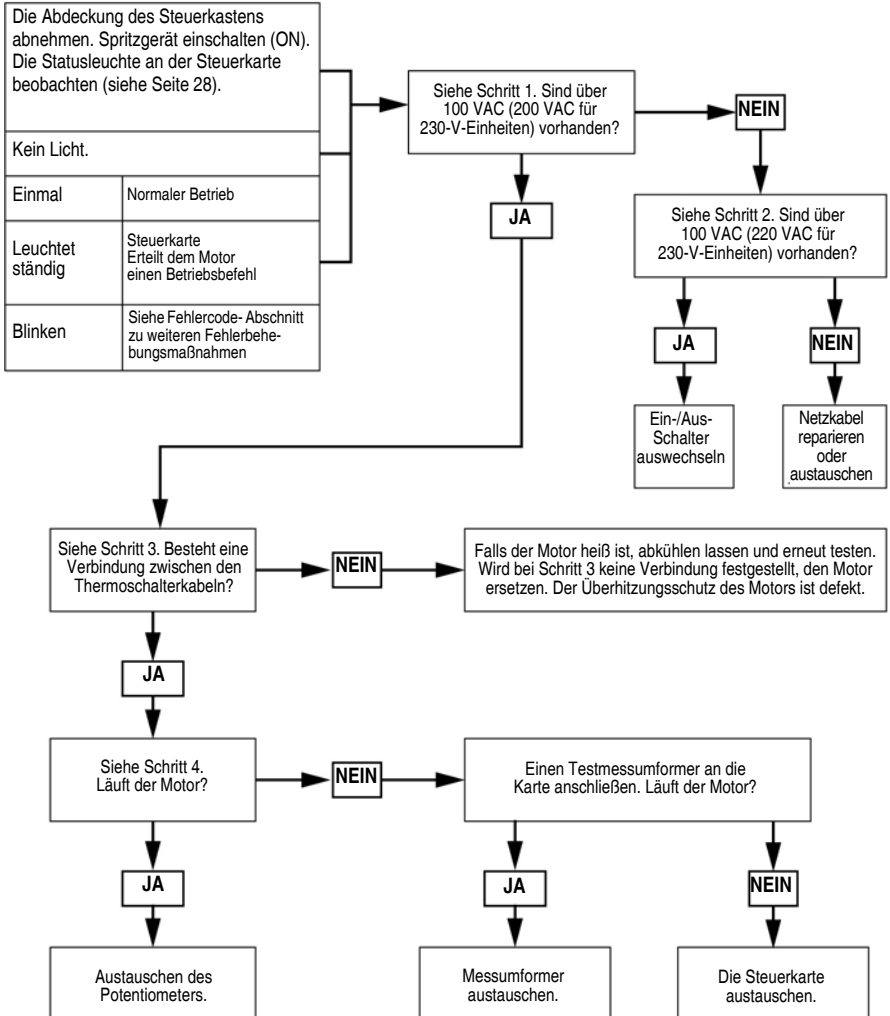 Die Abdeckung des Steuerkastens
abnehmen. Spritzgerät einschalten (ON).
Die Statusleuchte an der Steuerkarte
beobachten (siehe Seite 28).
Kein Licht.
Einmal
Normaler Betrieb
Leuchtet
ständig
Steuerkarte
Erteilt dem Motor
einen Betriebsbefehl
Blinken
Siehe Fehlercode- Abschnitt
zu weiteren Fehlerbehe-
bungsmaßnahmen
Siehe Schritt 1. Sind über
100 VAC (200 VAC für
230-V-Einheiten) vorhanden?
NEIN
JA
Siehe Schritt 2. Sind über
100 VAC (220 VAC für
230-V-Einheiten) vorhanden?
JA
NEIN
Ein-/Aus-
Schalter
auswechseln
Netzkabel
reparieren
oder
austauschen
Siehe Schritt 3. Besteht eine
Verbindung zwischen den
Thermoschalterkabeln?
NEIN
Falls der Motor heiß ist, abkühlen lassen und erneut testen.
Wird bei Schritt 3 keine Verbindung festgestellt, den Motor
ersetzen. Der Überhitzungsschutz des Motors ist defekt.
JA
Siehe Schritt 4.
Läuft der Motor?
NEIN
Einen Testmessumformer an die
Karte anschließen. Läuft der Motor?
JA
JA
NEIN
Austauschen des
Potentiometers.
Messumformer
austauschen.
Die Steuerkarte
austauschen.